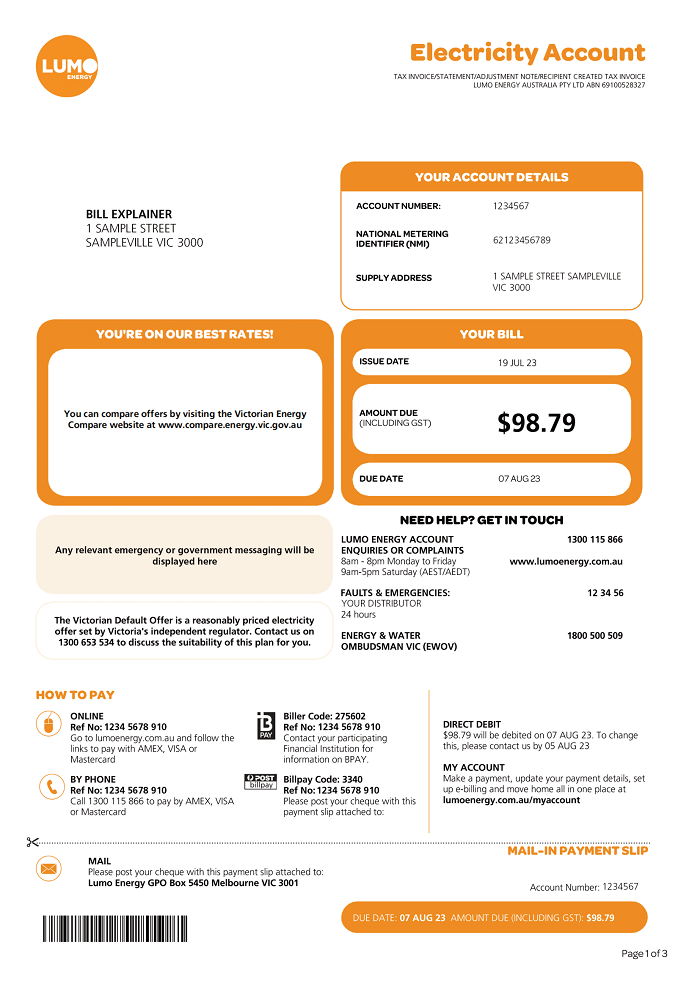 LUMO
ENERGY
Electricity Account
TAX INVOICE/STATEMENT/ADJUSTMENT NOTE/RECIPIENT CREATED TAX INVOICE
LUMO ENERGY AUSTRALIA PTY LTD ABN 69100528327
BILL EXPLAINER
1 SAMPLE STREET
SAMPLEVILLE VIC 3000
YOUR ACCOUNT DETAILS
ACCOUNT NUMBER: 1234567
NATIONAL METERING
IDENTIFIER (NMI) 62123456789
SUPPLY ADDRESS 1 SAMPLE STREET SAMPLEVILLE
VIC 3000
YOU'RE ON OUR BEST RATES!
You can compare offers by visiting the Victorian Energy
Compare website at www.compare.energy.vic.gov.au
YOUR BILL
ISSUE DATE 19 JUL 23
AMOUNT DUE
(INCLUDING GST) $98.79
DUE DATE 07 AUG 23
Any relevant emergency or government messaging will be
displayed here
The Victorian Default Offer is a reasonably priced electricity
offer set by Victoria's independent regulator. Contact us on
1300 653 534 to discuss the suitability of this plan for you.
NEED HELP? GET IN TOUCH
LUMO ENERGY ACCOUNT 1300 115 866
ENQUIRIES OR COMPLAINTS
8am - 8pm Monday to Friday www.lumoenergy.com.au
9am-5pm Saturday (AEST/AEDT)
FAULTS & EMERGENCIES: 12 34 56
YOUR DISTRIBUTOR
24 hours
ENERGY & WATER 1800 500 509
OMBUDSMAN VIC (EWOV)
HOW TO PAY
ONLINE
Ref No: 1234 5678 910
Go to lumoenergy.com.au and follow the
links to pay with AMEX, VISA or
Mastercard
BY PHONE
Ref No: 1234 5678 910
Call 1300 115 866 to pay by AMEX, VISA
or Mastercard
B
PAY
Biller Code: 275602
Ref No: 1234 5678 910
Contact your participating
Financial Institution for
information on BPAY.
POST
billpay
Billpay Code: 3340
Ref No: 1234 5678 910
Please post your cheque with this
payment slip attached to:
DIRECT DEBIT
$98.79 will be debited on 07 AUG 23. To change
this, please contact us by 05 AUG 23
MY ACCOUNT
Make a payment, update your payment details, set
up e-billing and move home all in one place at
lumoenergy.com.au/myaccount
MAIL-IN PAYMENT SLIP
MAIL
Please post your cheque with this payment slip attached to:
Lumo Energy GPO Box 5450 Melbourne VIC 3001
Account Number: 1234567
DUE DATE: 07 AUG 23 AMOUNT DUE (INCLUDING GST): $98.79
Page 1 of 3